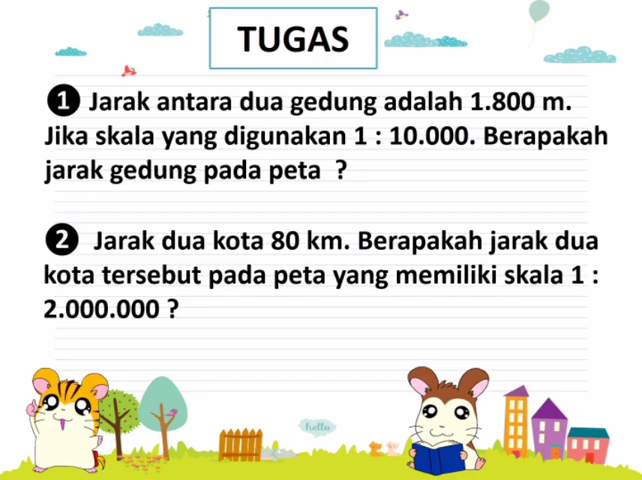 TUGAS
❶ Jarak antara dua gedung adalah 1.800 m.
Jika skala yang digunakan 1 : 10.000. Berapakah
jarak gedung pada peta ?
❷ Jarak dua kota 80 km. Berapakah jarak dua
kota tersebut pada peta yang memiliki skala 1 :
2.000.000 ?
hello